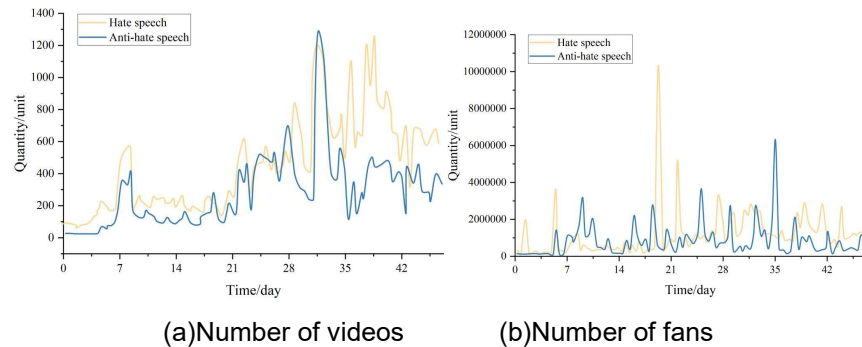 Hate speech
Anti-hate speech
1400
1200
1000
800
600
400
200
0
Quantity/unit
0 7 14 21 28 35 42
Time/day
(a)Number of videos
Hate speech
Anti-hate speech
12000000
10000000
8000000
6000000
4000000
2000000
0
Quantity/unit
0 7 14 21 28 35 42
Time/day
(b)Number of fans